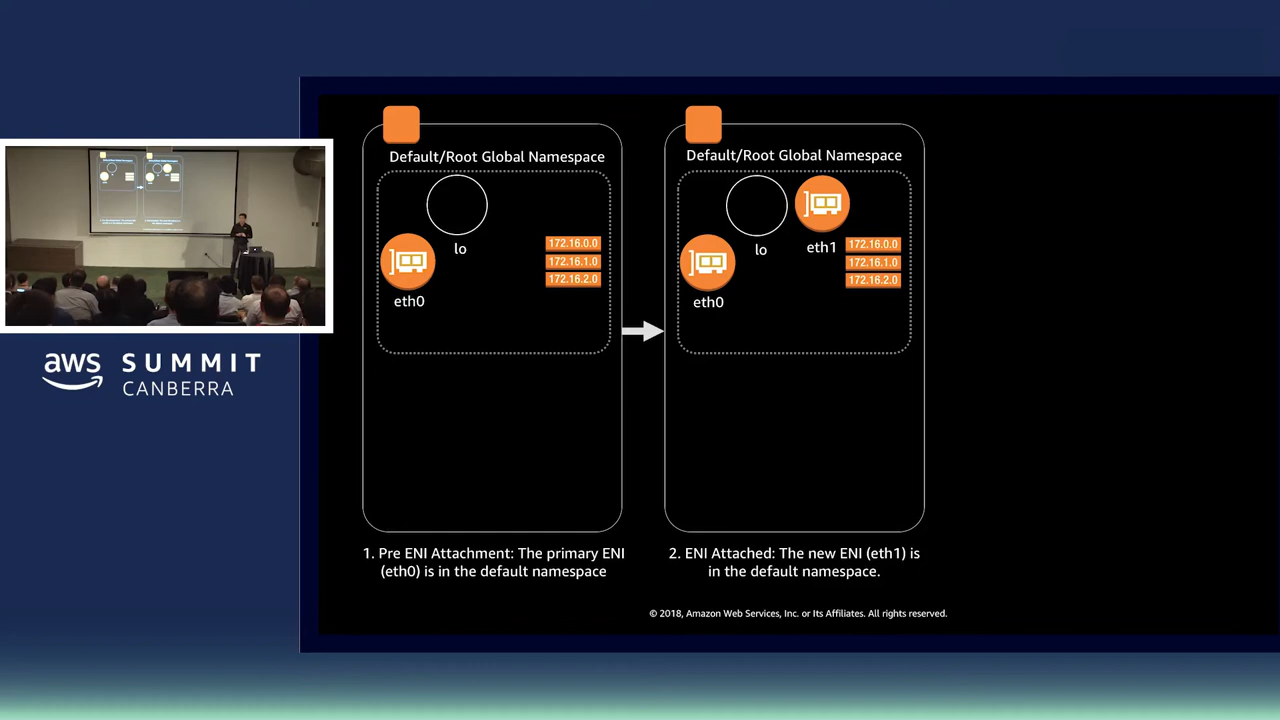 Default/Root Global Namespace
lo
eth0
172.16.0.0
172.16.1.0
172.16.2.0
1. Pre ENI Attachment: The primary ENI
(eth0) is in the default namespace
Default/Root Global Namespace
lo
eth1
eth0
172.16.0.0
172.16.1.0
172.16.2.0
2. ENI Attached: The new ENI (eth1) is
in the default namespace.
© 2018, Amazon Web Services, Inc. or Its Affiliates. All rights reserved.
aws SUMMIT
CANBERRA